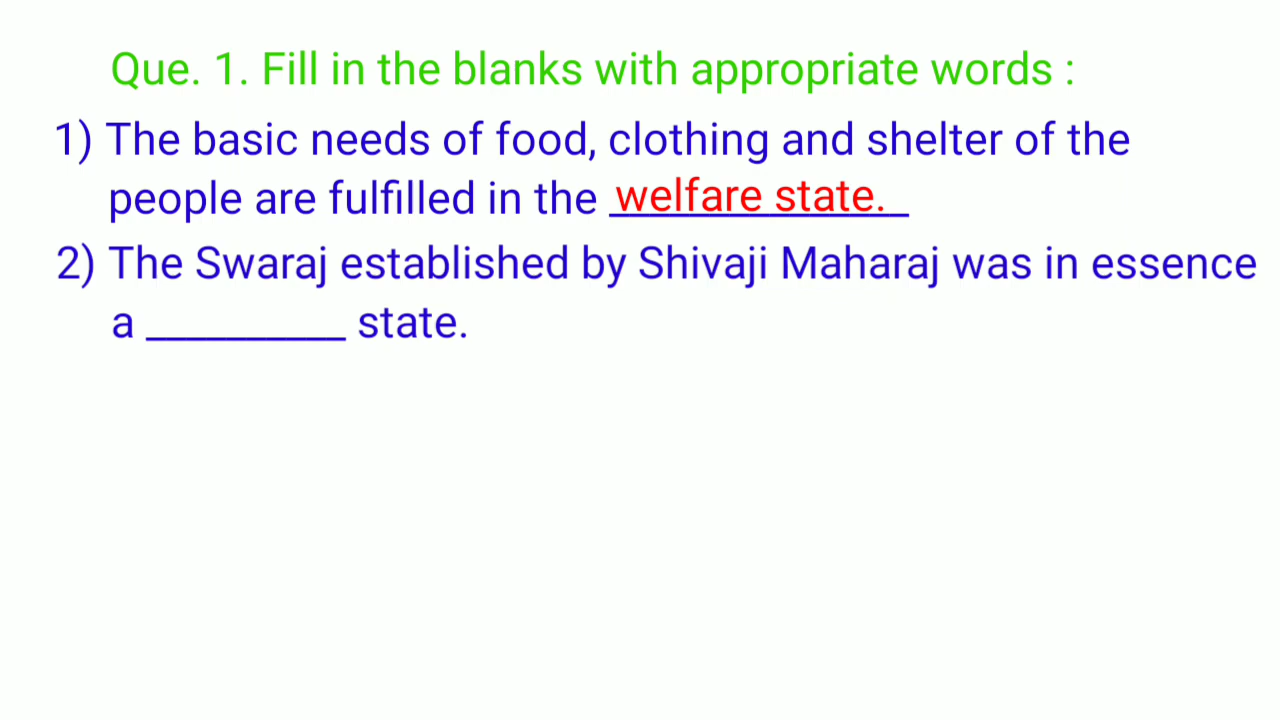 Que. 1. Fill in the blanks with appropriate words :
1) The basic needs of food, clothing and shelter of the
people are fulfilled in the welfare state.
2) The Swaraj established by Shivaji Maharaj was in essence
a __________ state.